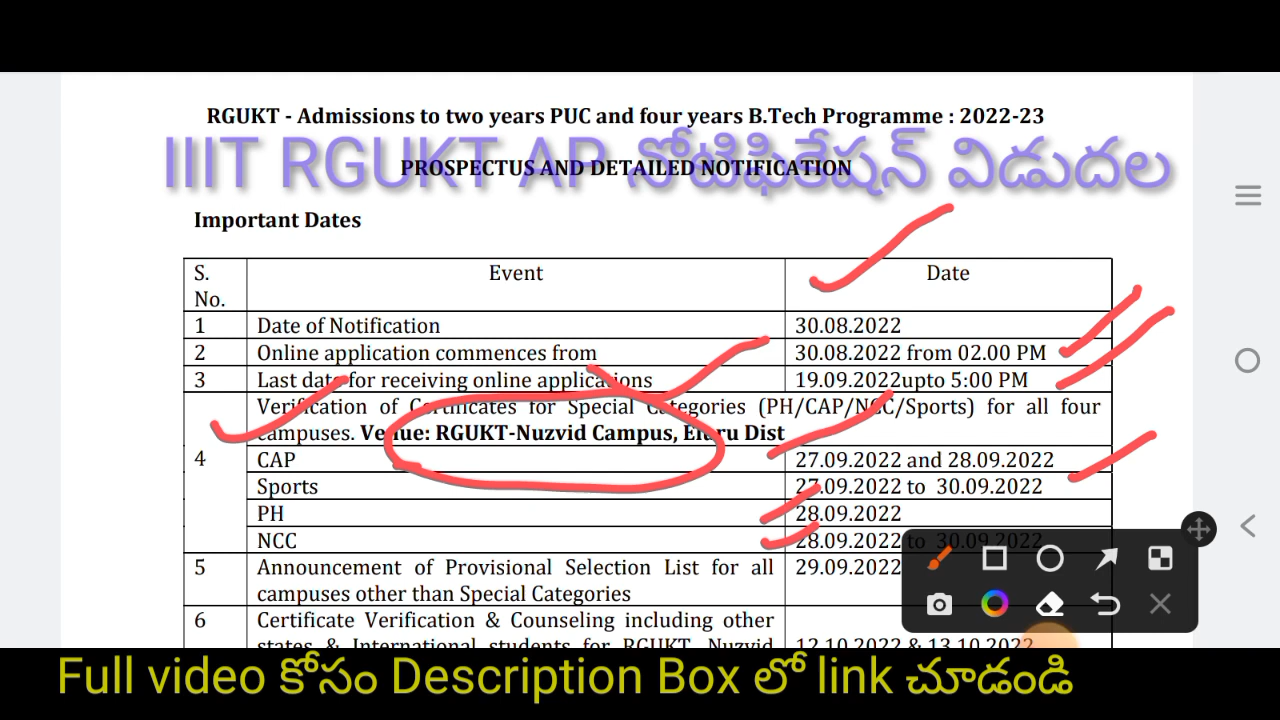 RGUKT - Admissions to two years PUC and four years B.Tech Programme : 2022-23
IIIT RGUKT AP నోటిఫికేషన్ విడుదల
PROSPECTUS AND DETAILED NOTIFICATION
Important Dates
S. No. Event Date
1 Date of Notification 30.08.2022
2 Online application commences from 30.08.2022 from 02.00 PM
3 Last date for receiving online applications 19.09.2022upto 5:00 PM
Verification of Certificates for Special Categories (PH/CAP/NCC/Sports) for all four
campuses. Venue: RGUKT-Nuzvid Campus, Eluru Dist
4 CAP 27.09.2022 and 28.09.2022
Sports 27.09.2022 to 30.09.2022
PH 28.09.2022
NCC 28.09.2022 to 30.09.2022
5 Announcement of Provisional Selection List for all 29.09.2022
campuses other than Special Categories
6 Certificate Verification & Counseling including other
states & International students for RGUKT Nuzvid 12.10.2022 & 13.10.2022
Full video కోసం Description Box లో link చూడండి